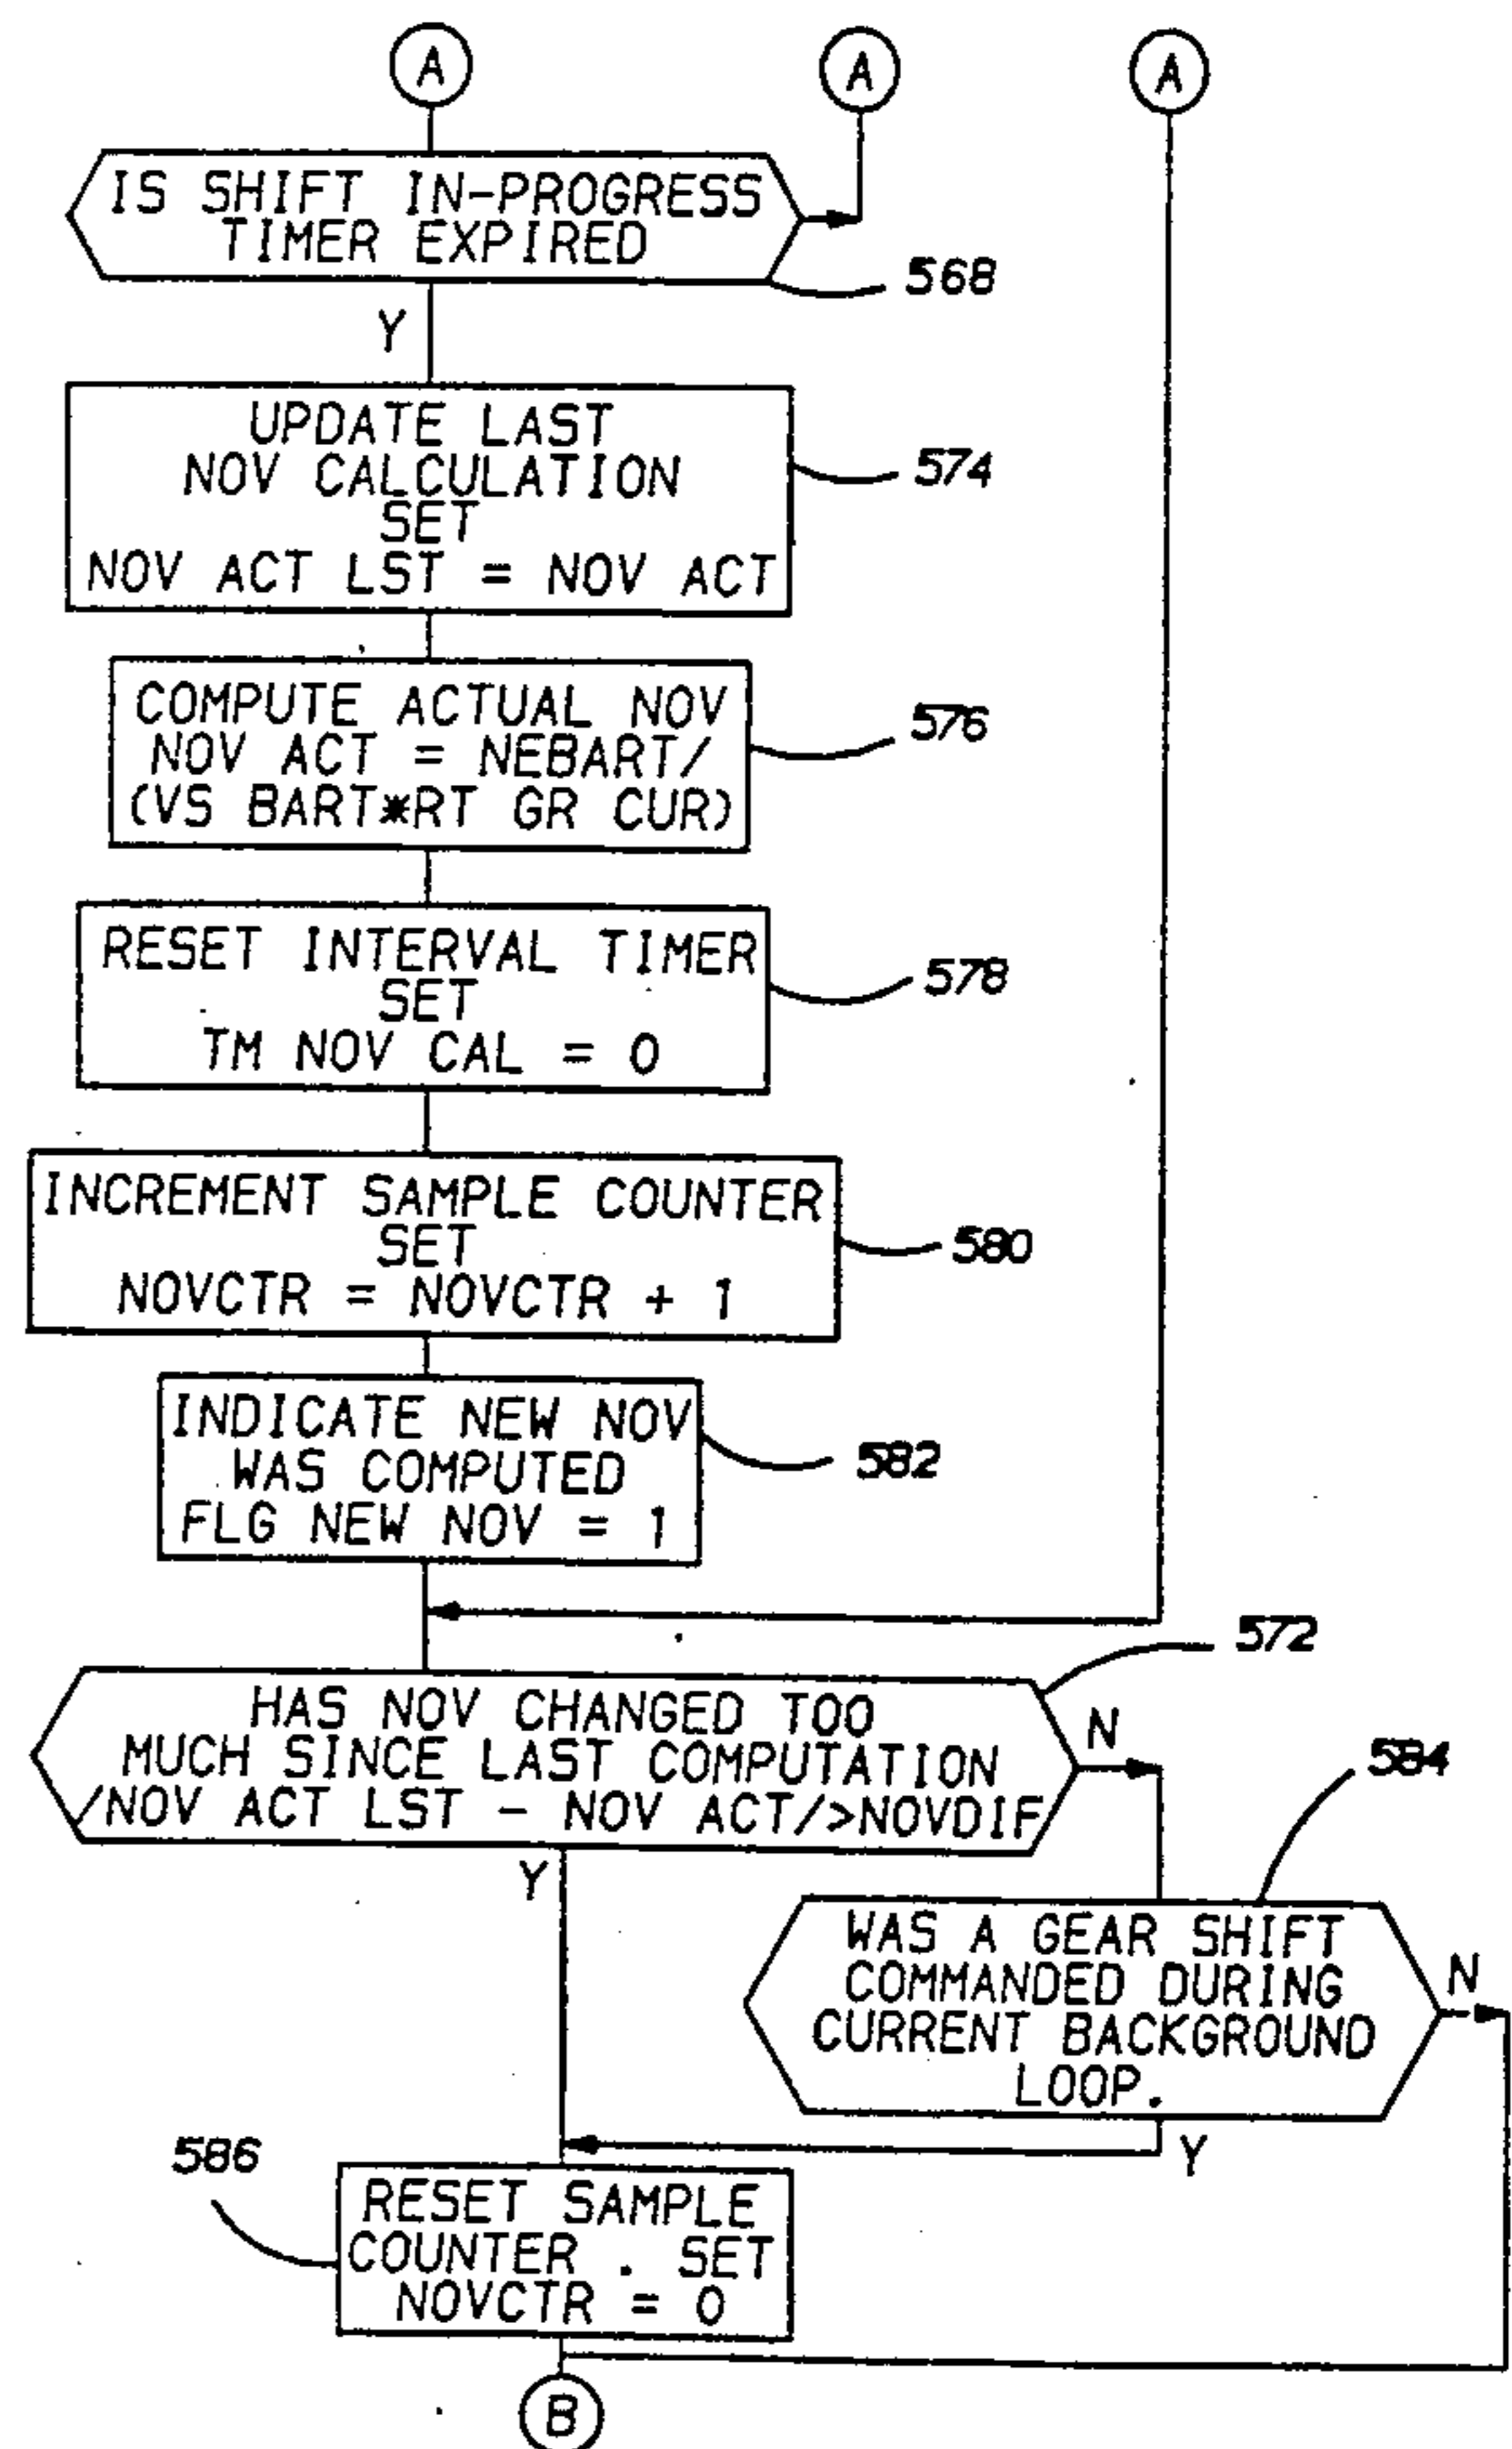 A
A
A
IS SHIFT IN-PROGRESS
TIMER EXPIRED
568
Y
UPDATE LAST
NOV CALCULATION
SET
NOV ACT LST = NOV ACT
574
COMPUTE ACTUAL NOV
NOV ACT = NEBART/
(VS BART*RT GR CUR)
576
RESET INTERVAL TIMER
SET
TM NOV CAL = 0
578
INCREMENT SAMPLE COUNTER
SET
NOVCTR = NOVCTR + 1
580
INDICATE NEW NOV
WAS COMPUTED
FLG NEW NOV = 1
582
572
HAS NOV CHANGED TOO
MUCH SINCE LAST COMPUTATION
/NOV ACT LST - NOV ACT/>NOVDIF
N
Y
584
WAS A GEAR SHIFT
COMMANDED DURING
CURRENT BACKGROUND
LOOP.
N
Y
586
RESET SAMPLE
COUNTER . SET
NOVCTR = 0
B